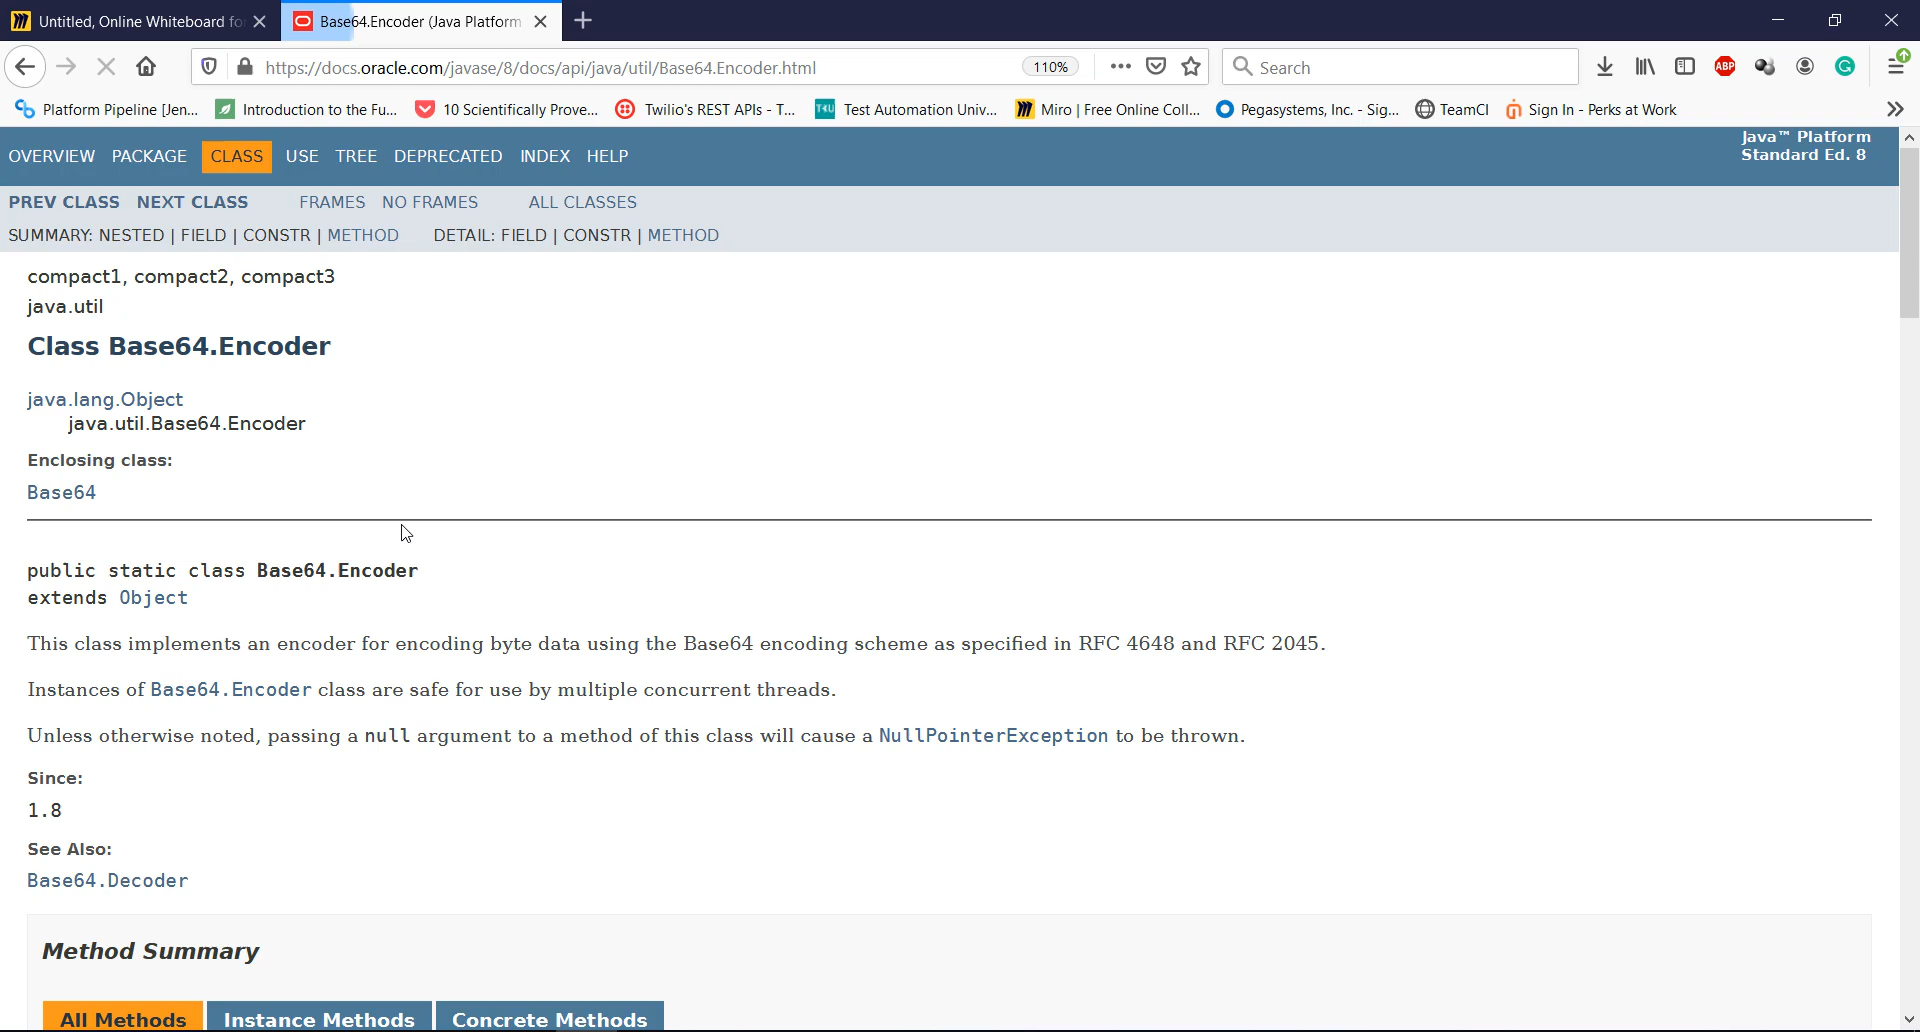 Untitled, Online Whiteboard fo
Base64.Encoder (Java Platform
https://docs.oracle.com/javase/8/docs/api/java/util/Base64.Encoder.html
110%
Search
ABP
Platform Pipeline [Jen...
Introduction to the Fu...
10 Scientifically Prove...
Twilio's REST APIs - T...
Test Automation Univ...
Miro | Free Online Coll...
Pegasystems, Inc. - Sig...
TeamCI
Sign In - Perks at Work
OVERVIEW PACKAGE CLASS USE TREE DEPRECATED INDEX HELP
Java™ Platform
Standard Ed. 8
PREV CLASS NEXT CLASS FRAMES NO FRAMES ALL CLASSES
SUMMARY: NESTED | FIELD | CONSTR | METHOD DETAIL: FIELD | CONSTR | METHOD
compact1, compact2, compact3
java.util
Class Base64.Encoder
java.lang.Object
java.util.Base64.Encoder
Enclosing class:
Base64
public static class Base64.Encoder
extends Object
This class implements an encoder for encoding byte data using the Base64 encoding scheme as specified in RFC 4648 and RFC 2045.
Instances of Base64.Encoder class are safe for use by multiple concurrent threads.
Unless otherwise noted, passing a null argument to a method of this class will cause a NullPointerException to be thrown.
Since:
1.8
See Also:
Base64.Decoder
Method Summary
All Methods Instance Methods Concrete Methods